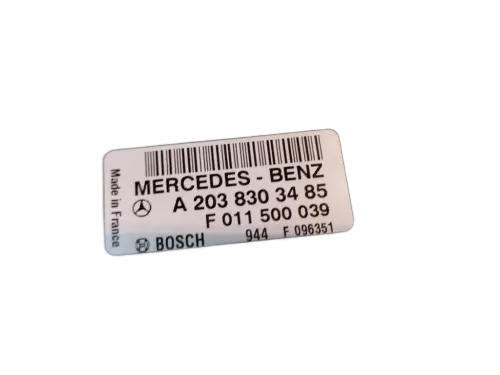 MERCEDES - BENZ
A 203 830 34 85
F 011 500 039
BOSCH 944 F 096351
Made in France